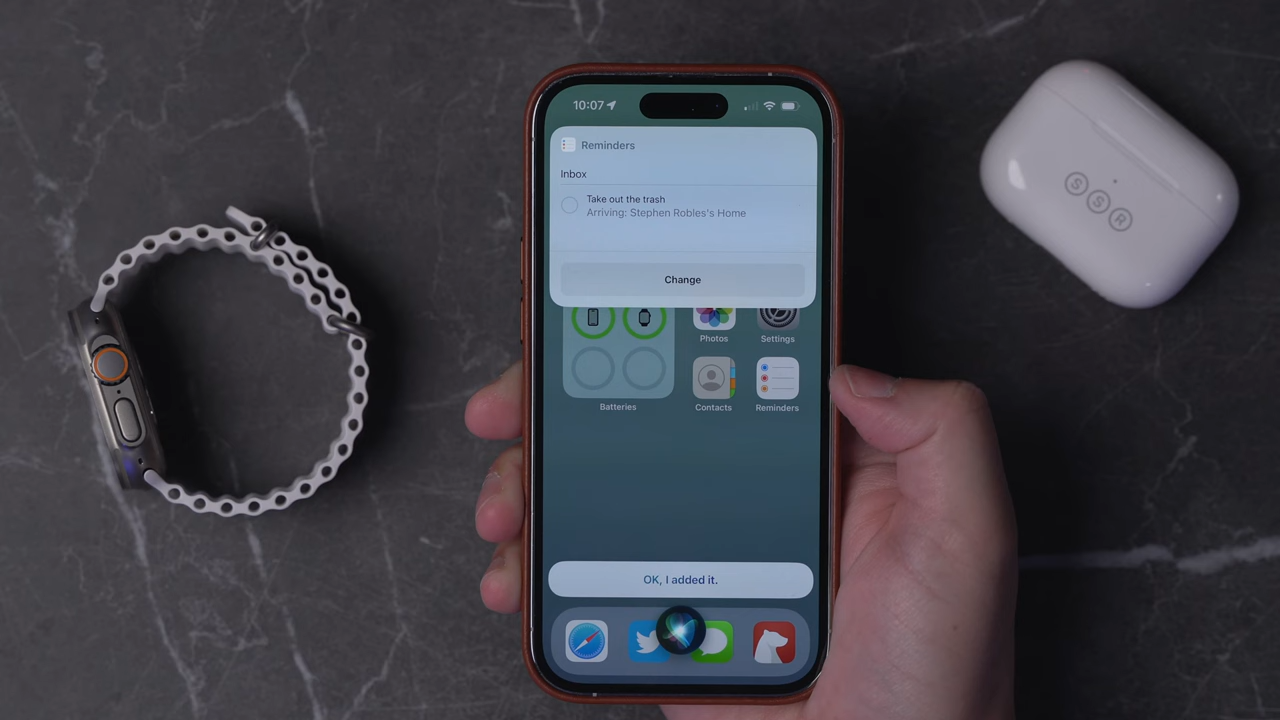 10:07
Reminders
Inbox
Take out the trash
Arriving: Stephen Robles's Home
Change
Photos
Settings
Batteries
Contacts
Reminders
OK, I added it.
S
S
R